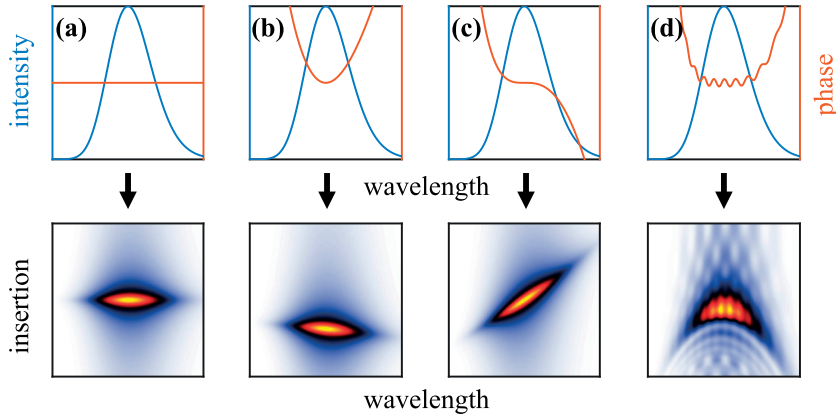 (a)
(b)
(c)
(d)
intensity
phase
wavelength
insertion
wavelength